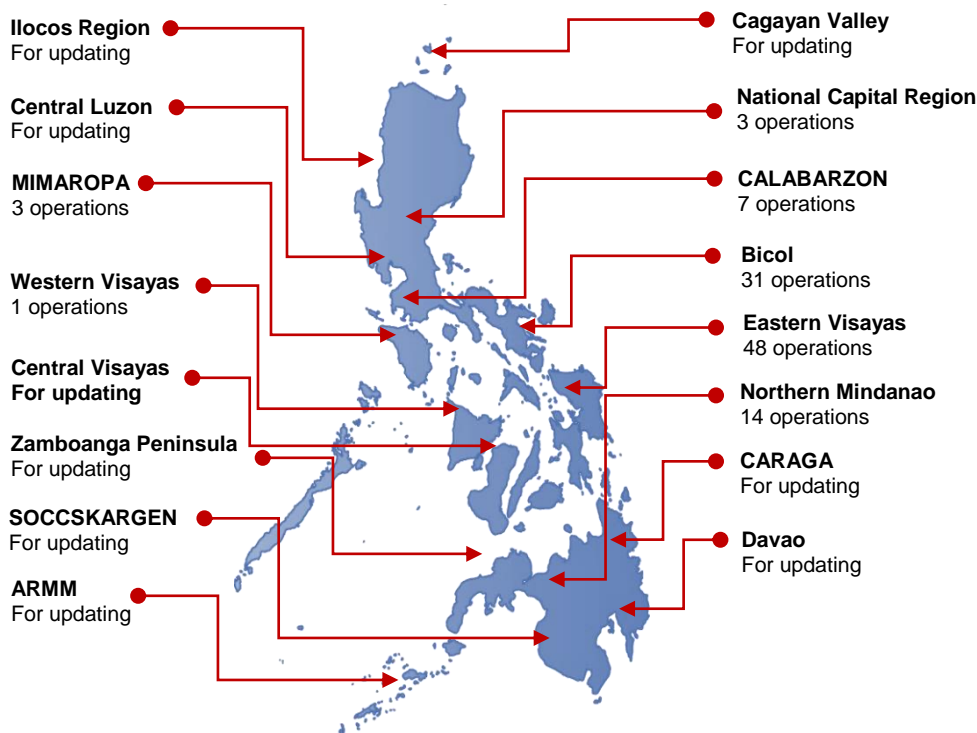 Ilocos Region
For updating
Central Luzon
For updating
MIMAROPA
3 operations
Western Visayas
1 operations
Central Visayas
For updating
Zamboanga Peninsula
For updating
SOCCSKARGEN
For updating
ARMM
For updating
Cagayan Valley
For updating
National Capital Region
3 operations
CALABARZON
7 operations
Bicol
31 operations
Eastern Visayas
48 operations
Northern Mindanao
14 operations
CARAGA
For updating
Davao
For updating